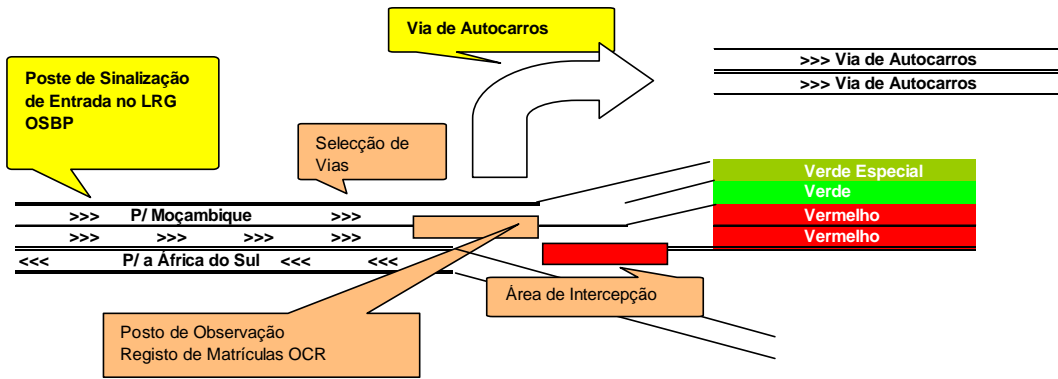 Via de Autocarros
>>> Via de Autocarros
>>> Via de Autocarros
Poste de Sinalização
de Entrada no LRG
OSBP
Selecção de
Vias
Verde Especial
Verde
Vermelho
Vermelho
>>> P/ Moçambique >>>
>>> >>> >>> >>>
<<< P/ a África do Sul <<< <<<
Área de Intercepção
Posto de Observação
Registo de Matrículas OCR